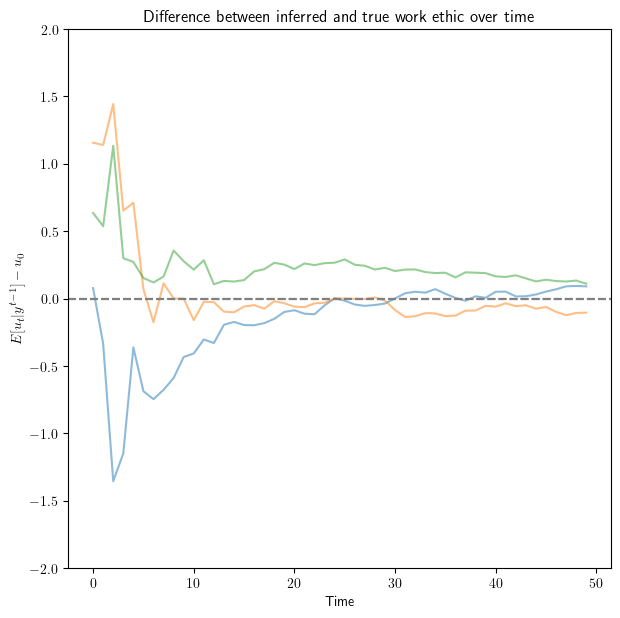 Difference between inferred and true work ethic over time
2.0
1.5
1.0
0.5
0.0
−0.5
−1.0
−1.5
−2.0
E[u_t|y^{t−1}] − u_0
0 10 20 30 40 50
Time